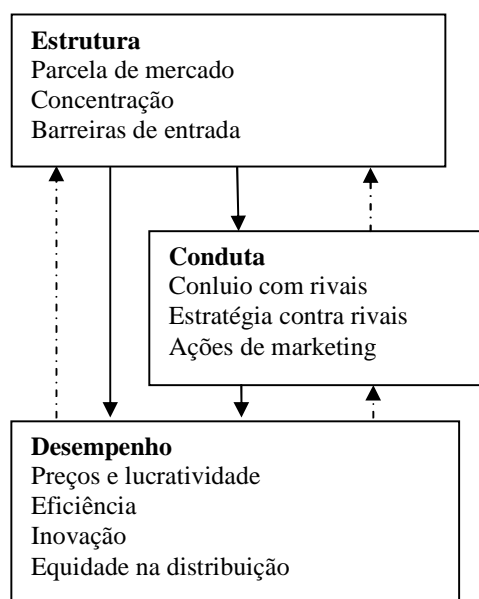 Estrutura
Parcela de mercado
Concentração
Barreiras de entrada
Conduta
Conluio com rivais
Estratégia contra rivais
Ações de marketing
Desempenho
Preços e lucratividade
Eficiência
Inovação
Equidade na distribuição